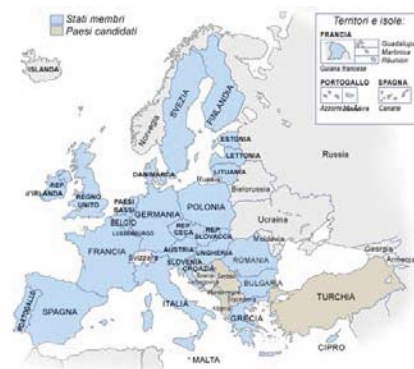 Stati membri
Paesi candidati
Territori e isole:
FRANCIA
Guadalupa
Martinica
Réunion
Guiana francese
PORTOGALLO
SPAGNA
Azzorre
Madeira
Canarie
ISLANDA
SVEZIA
FINLANDIA
Norvegia
ESTONIA
Russia
LETTONIA
DANIMARCA
LITUANIA
Russia
REP.
D'IRLANDA
REGNO
UNITO
PAESI
BASSI
Bielorussia
POLONIA
GERMANIA
BELGIO
LUSSEMBURGO
REP.
CECA
REP.
SLOVACCA
Ucraina
Moldavia
FRANCIA
Svizzera
AUSTRIA
UNGHERIA
SLOVENIA
CROAZIA
ROMANIA
Georgia
Armenia
Serbia
BULGARIA
ITALIA
PORTOGALLO
SPAGNA
TURCHIA
GRECIA
MALTA
CIPRO